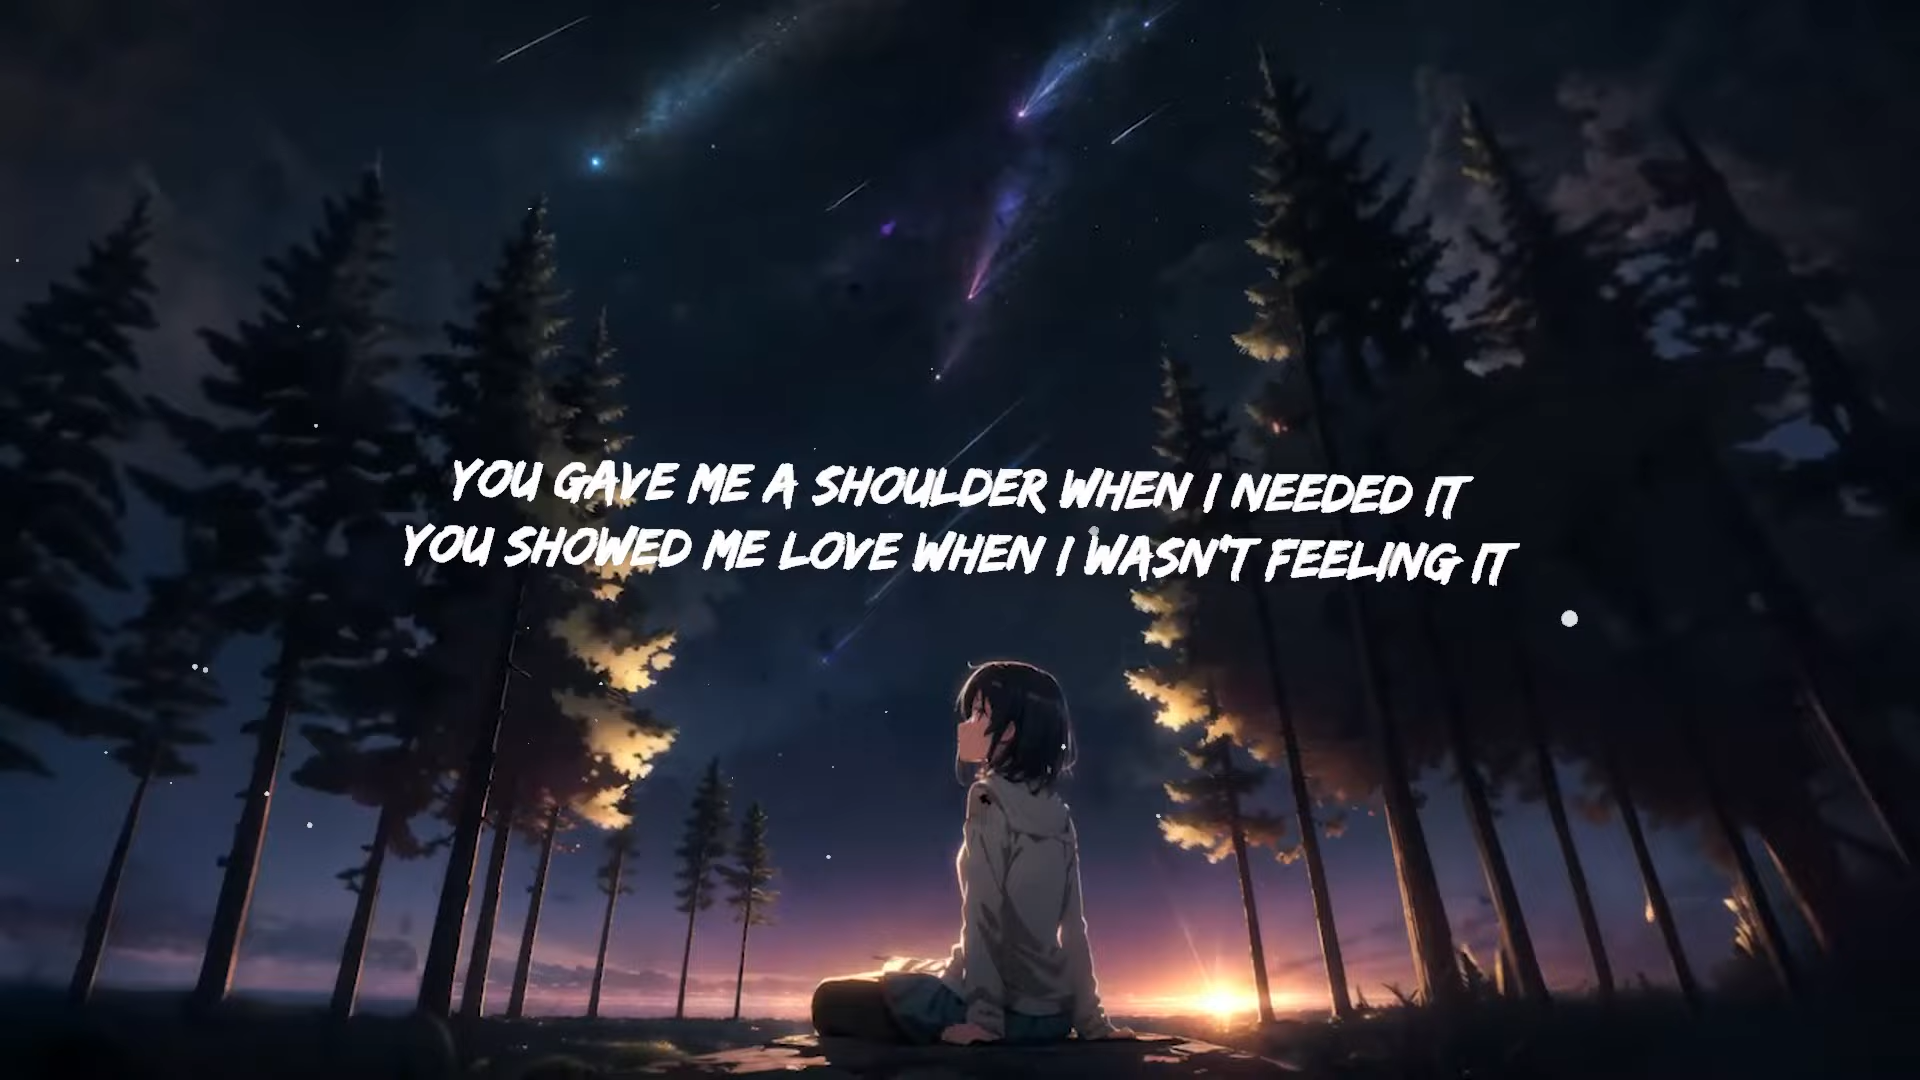 YOU GAVE ME A SHOULDER WHEN I NEEDED IT
YOU SHOWED ME LOVE WHEN I WASN'T FEELING IT